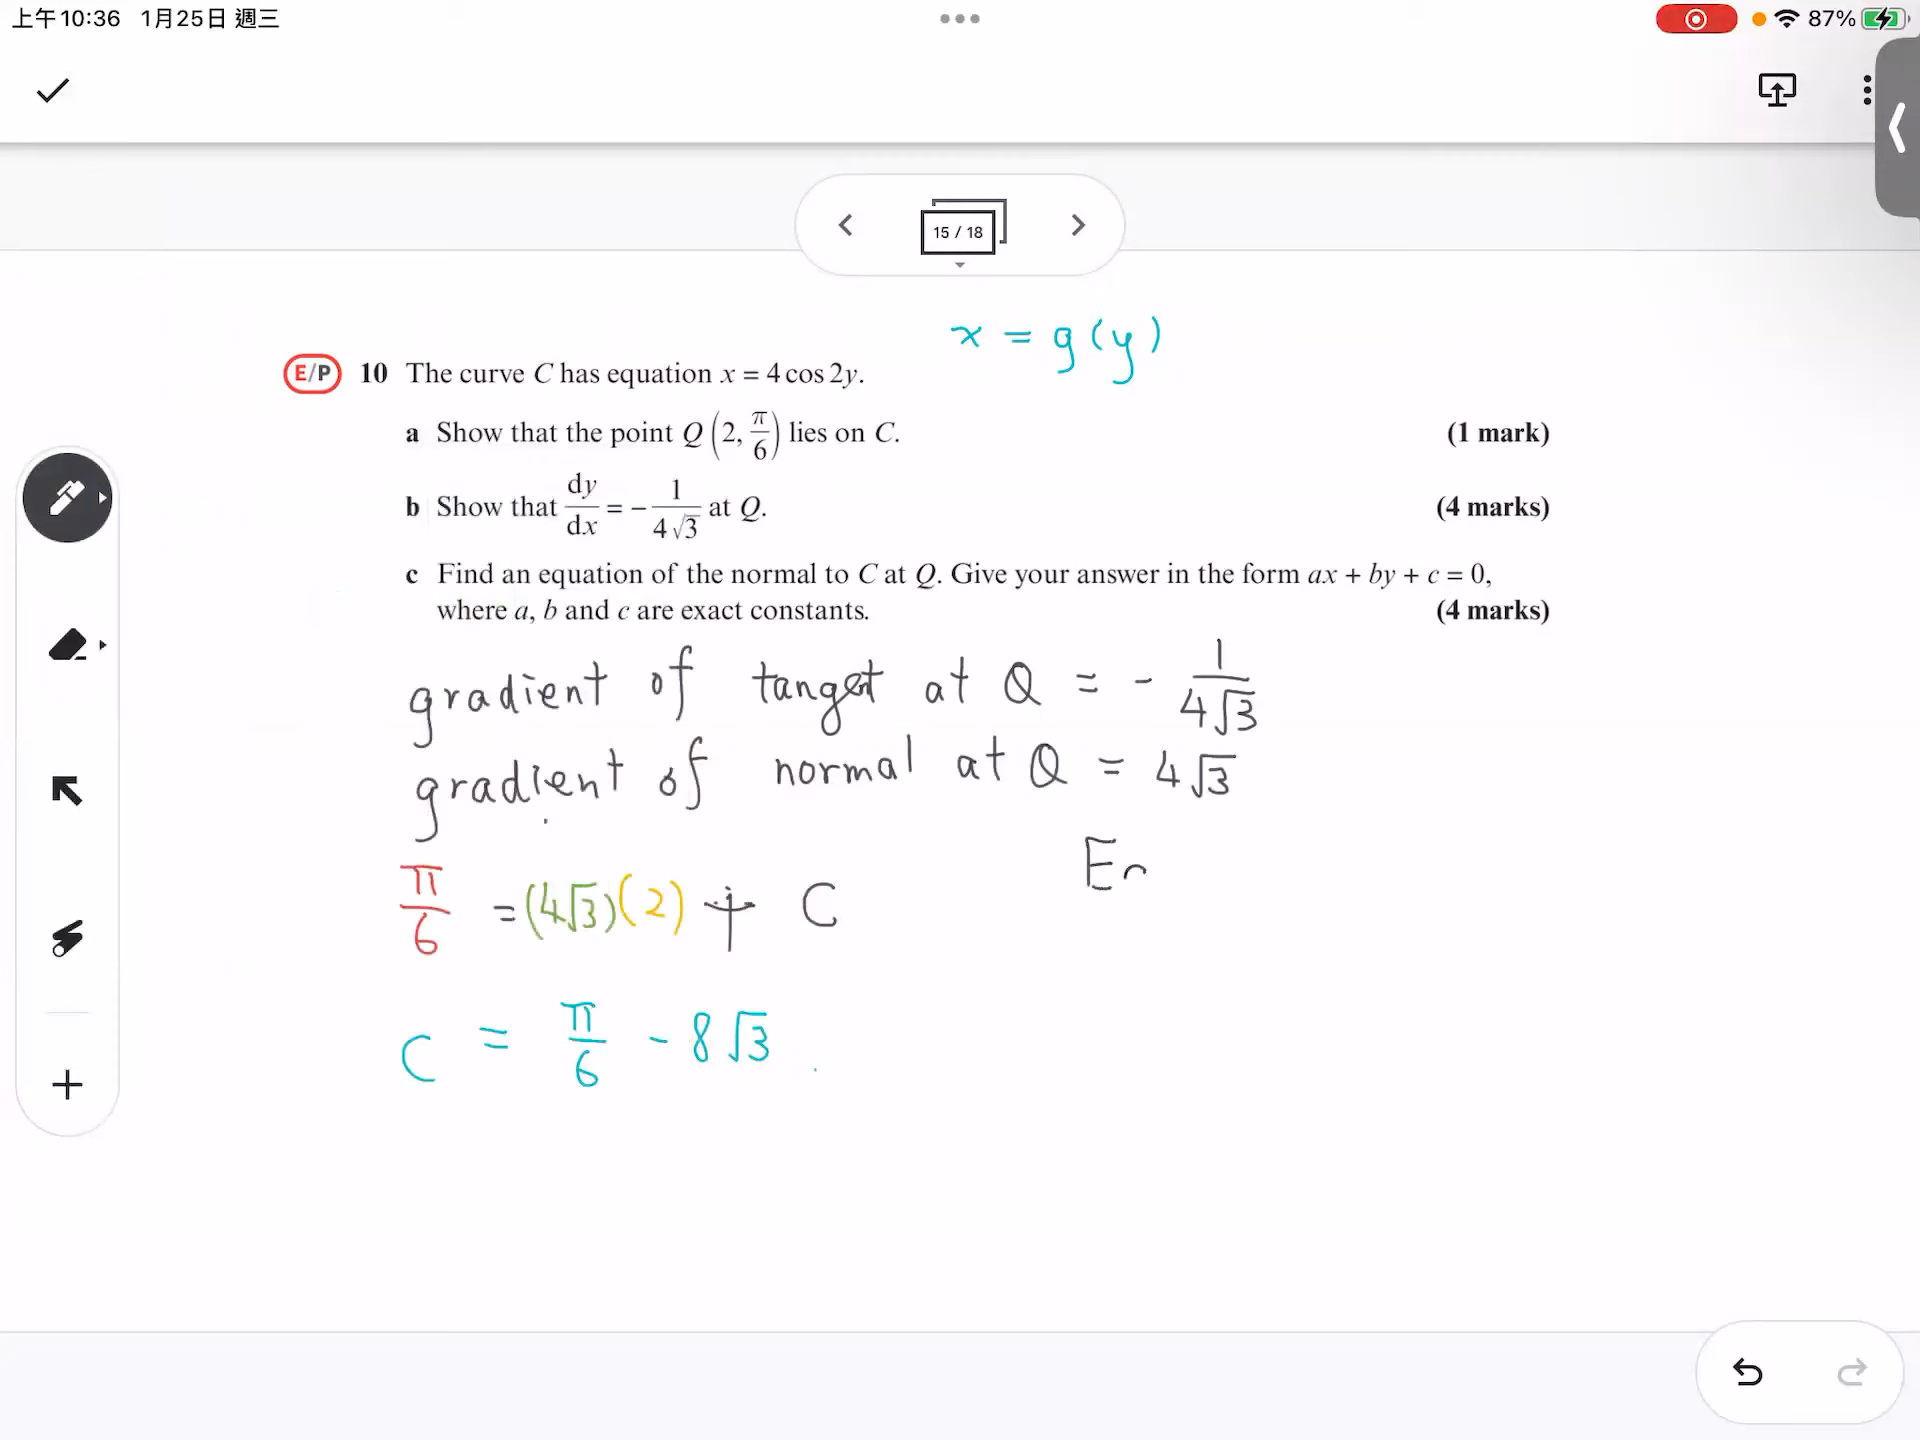 上午10:36 1月25日 週三
87%
15 / 18
x = g(y)
E/P 10 The curve C has equation x = 4 cos 2y.
a Show that the point Q (2, π/6) lies on C. (1 mark)
b Show that dy/dx = − 1/(4√3) at Q. (4 marks)
c Find an equation of the normal to C at Q. Give your answer in the form ax + by + c = 0,
where a, b and c are exact constants. (4 marks)
gradient of tanget at Q = - 1/(4√3)
gradient of normal at Q = 4√3
π/6 = (4√3)(2) + C
C = π/6 - 8√3